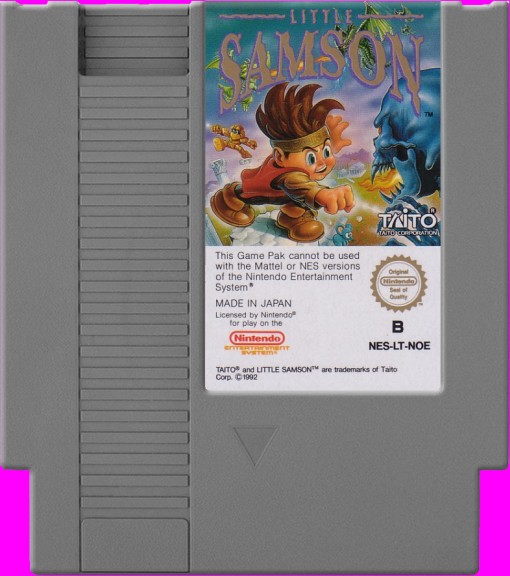 LITTLE
SAMSON™
TAITO®
TAITO CORPORATION
This Game Pak cannot be used
with the Mattel or NES versions
of the Nintendo Entertainment
System®
MADE IN JAPAN
Licensed by Nintendo®
for play on the
Nintendo
ENTERTAINMENT
SYSTEM®
Original
Nintendo
Seal of
Quality
B
NES-LT-NOE
TAITO® and LITTLE SAMSON™ are trademarks of Taito
Corp. ©1992